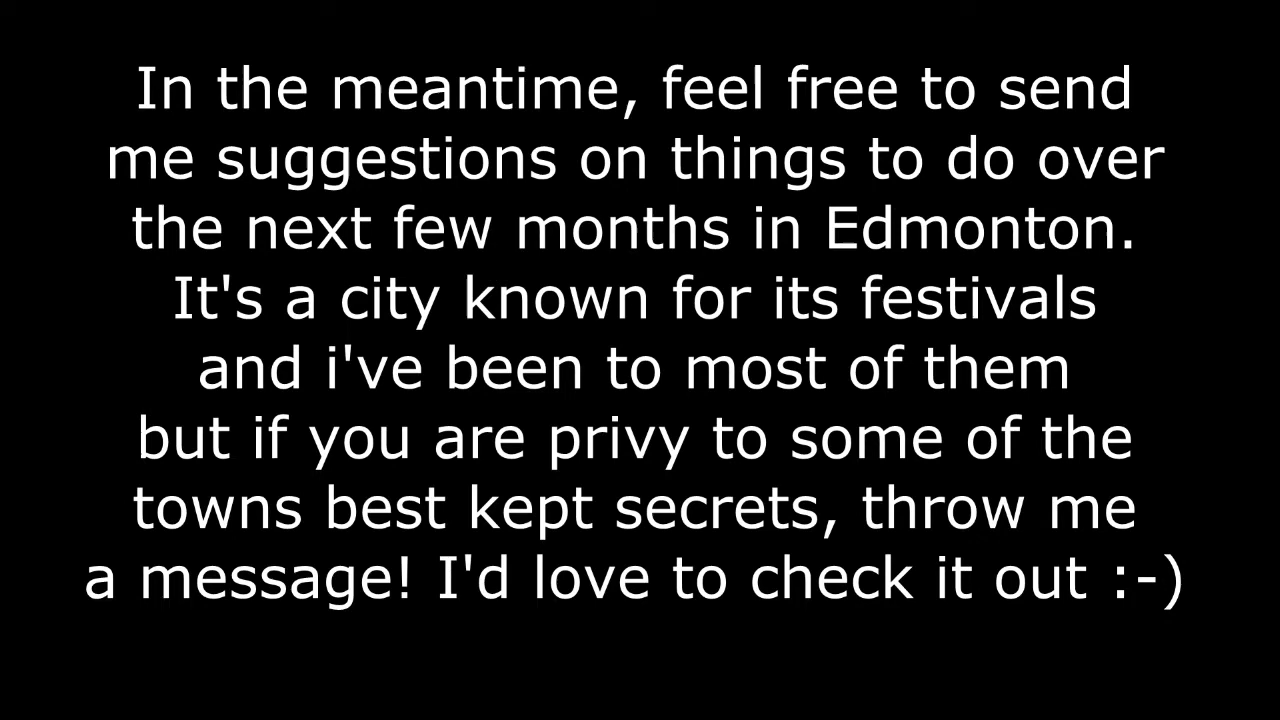 In the meantime, feel free to send
me suggestions on things to do over
the next few months in Edmonton.
It's a city known for its festivals
and i've been to most of them
but if you are privy to some of the
towns best kept secrets, throw me
a message! I'd love to check it out :-)